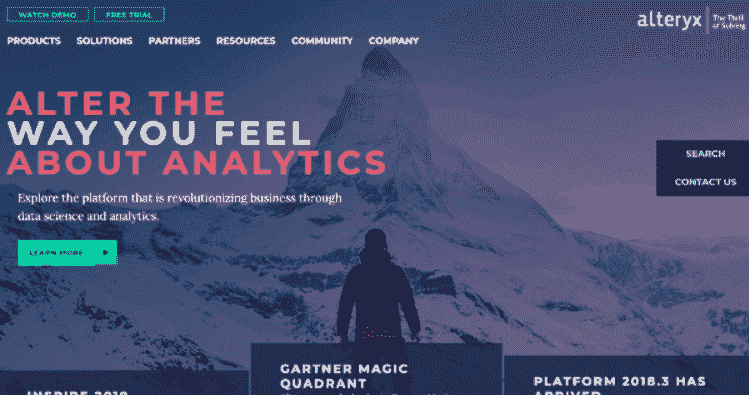 WATCH DEMO
FREE TRIAL
alteryx
The Thrill
of Solving
PRODUCTS SOLUTIONS PARTNERS RESOURCES COMMUNITY COMPANY
ALTER THE
WAY YOU FEEL
ABOUT ANALYTICS
SEARCH
CONTACT US
Explore the platform that is revolutionizing business through
data science and analytics.
LEARN MORE
GARTNER MAGIC
QUADRANT
PLATFORM 2018.3 HAS
ARRIVED
INSPIRE 2018